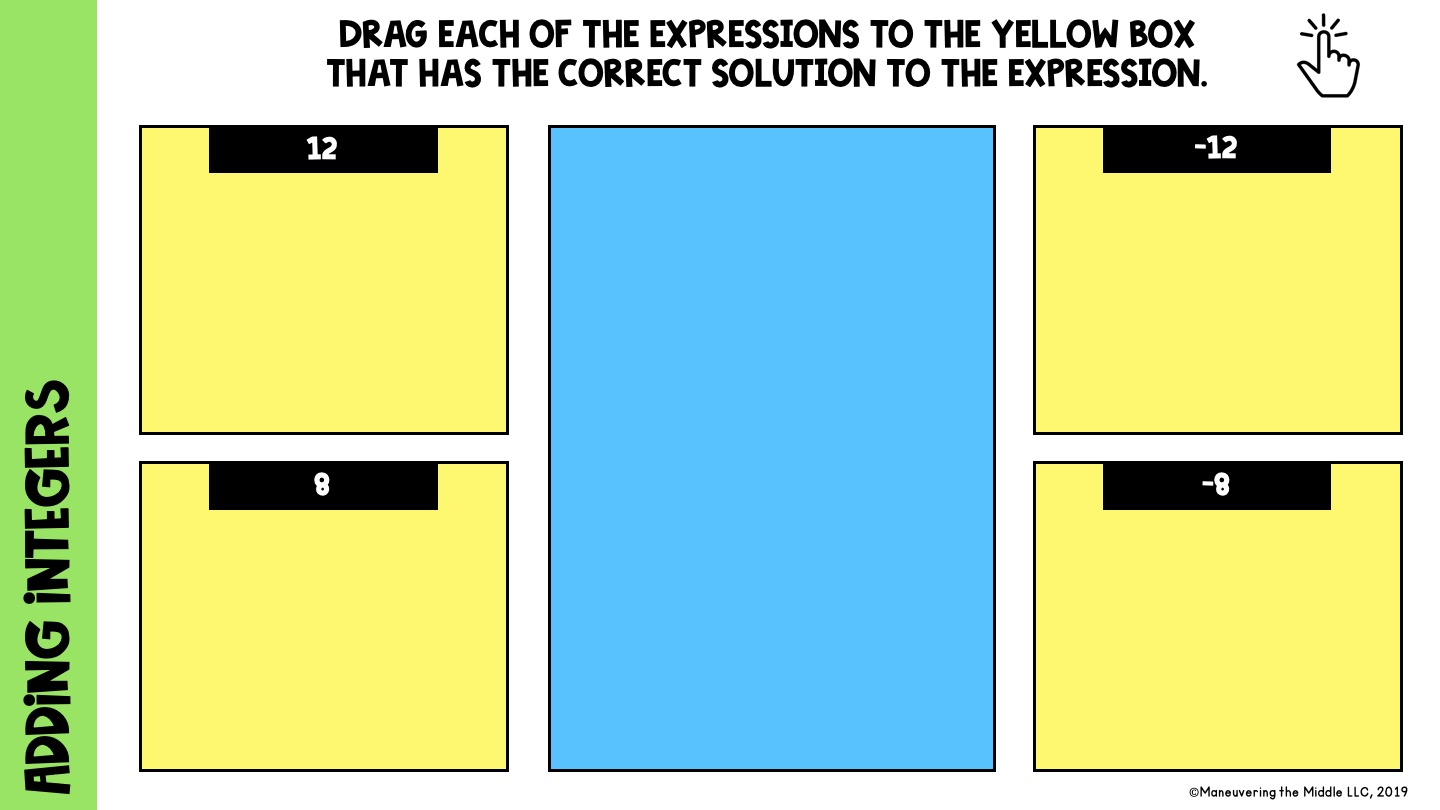 DRAG EACH OF THE EXPRESSIONS TO THE YELLOW BOX
THAT HAS THE CORRECT SOLUTION TO THE EXPRESSION.
12
-12
8
-8
ADDING INTEGERS
©Maneuvering the Middle LLC, 2019